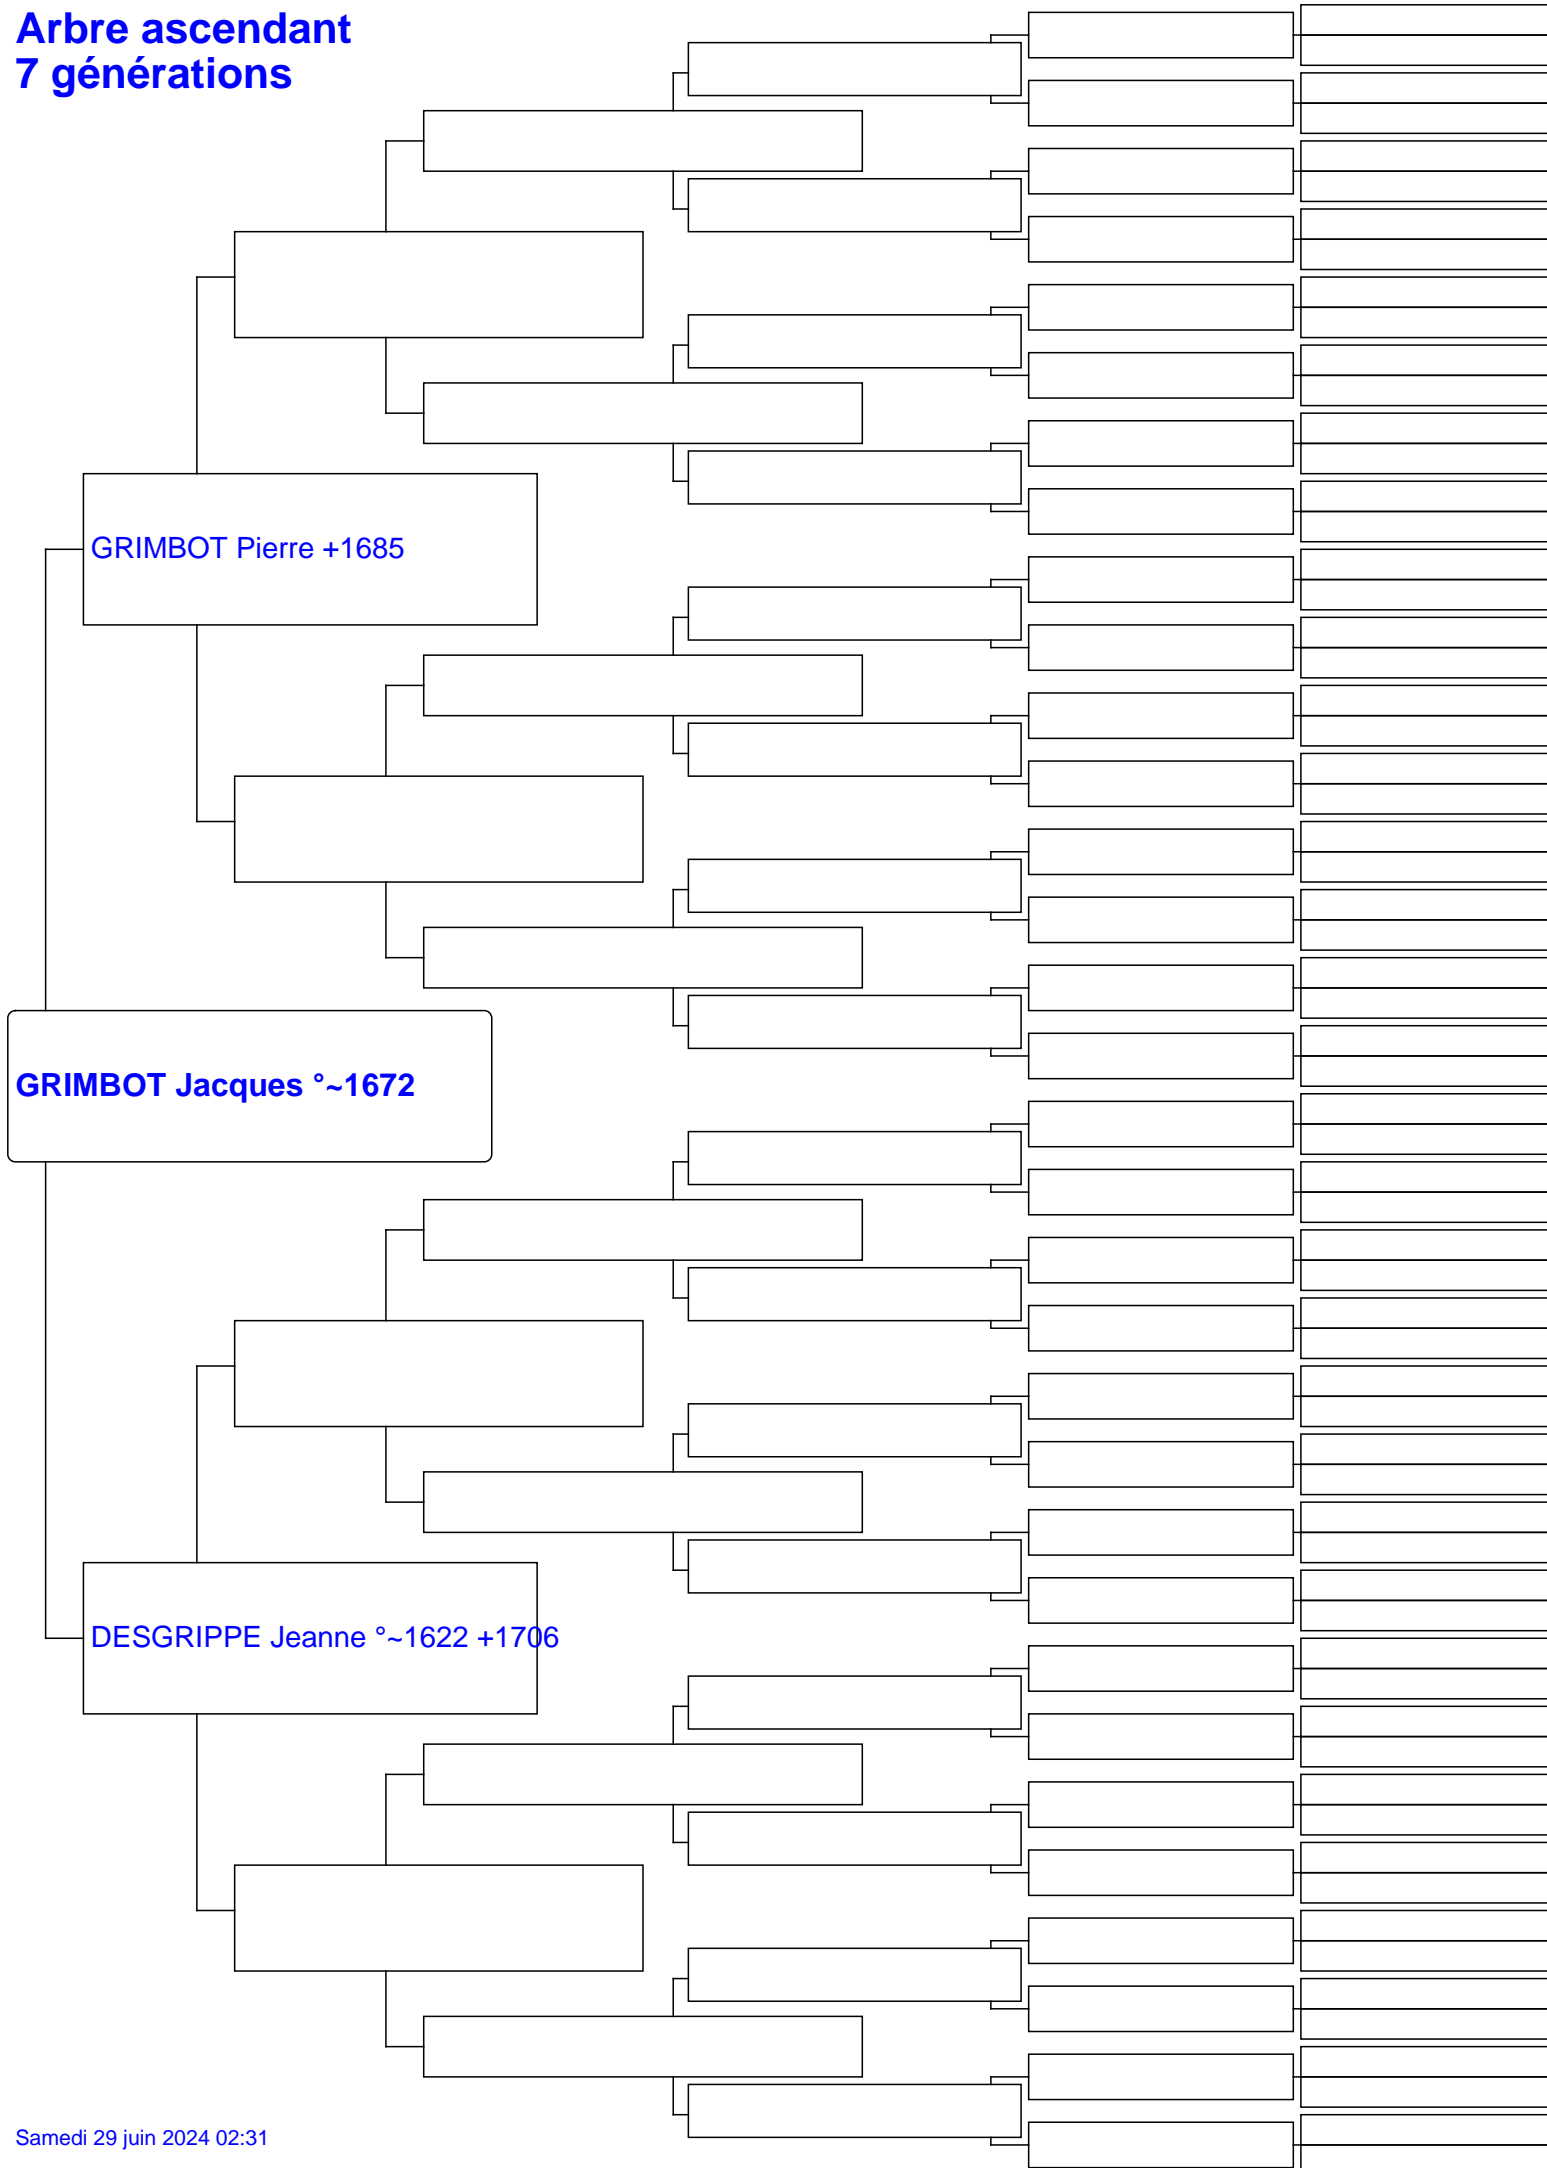 Arbre ascendant
7 générations
GRIMBOT Pierre +1685
GRIMBOT Jacques °~1672
DESGRIPPE Jeanne °~1622 +1706
Samedi 29 juin 2024 02:31